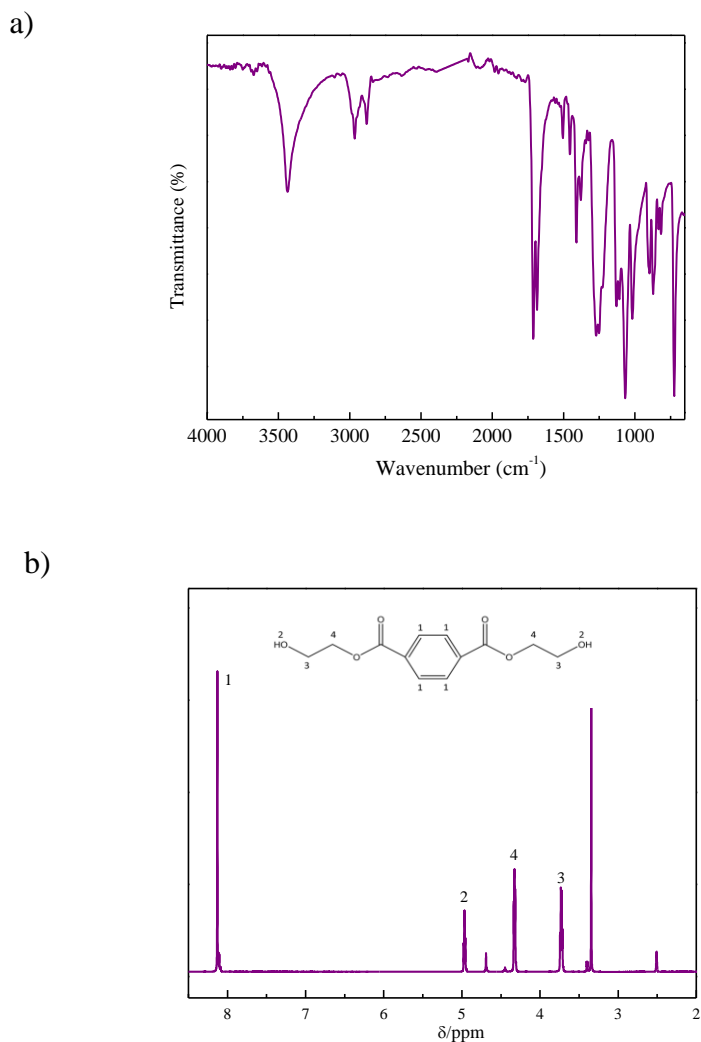 a)
Transmittance (%)
4000 3500 3000 2500 2000 1500 1000
Wavenumber (cm⁻¹)
b)
O 1 1 O
2 4 4 2
HO O O OH
3 3
1 1
O
1
2
4
3
8 7 6 5 4 3 2
δ/ppm